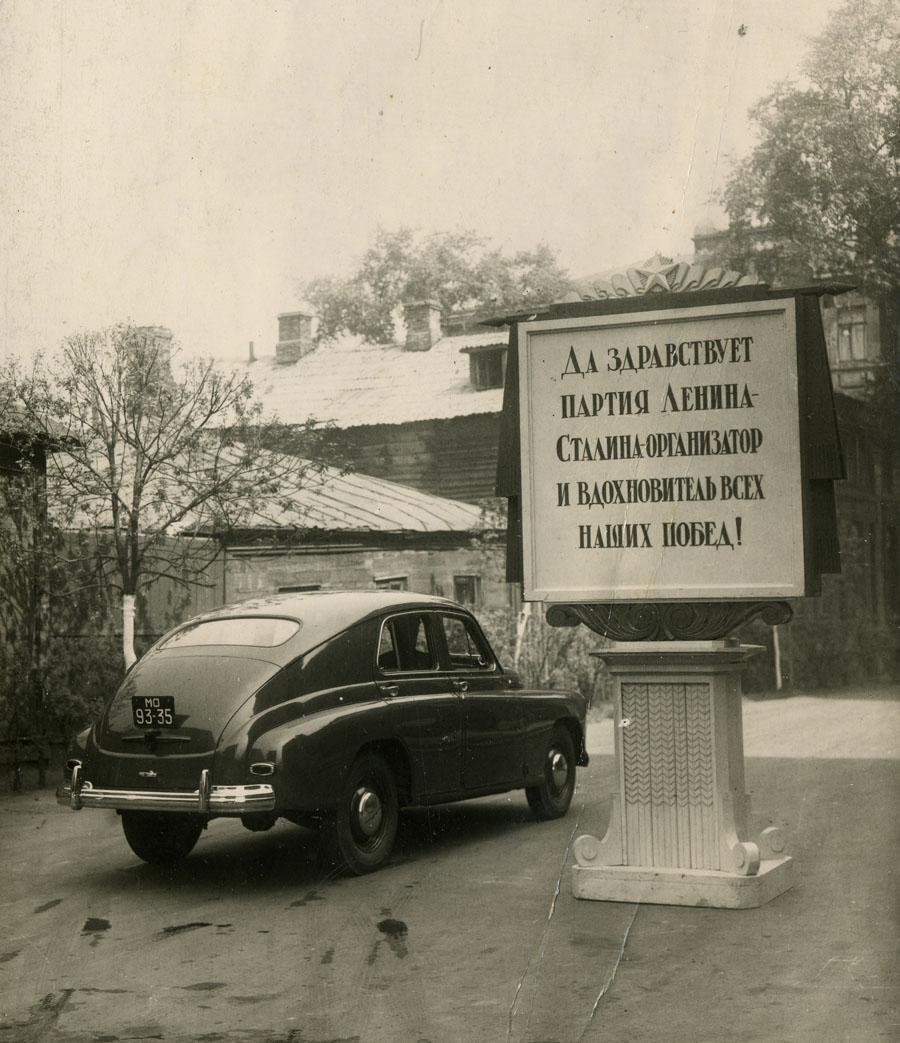 Да здравствует
партия Ленина-
Сталина-организатор
и вдохновитель всех
наших побед!
МО
93-35